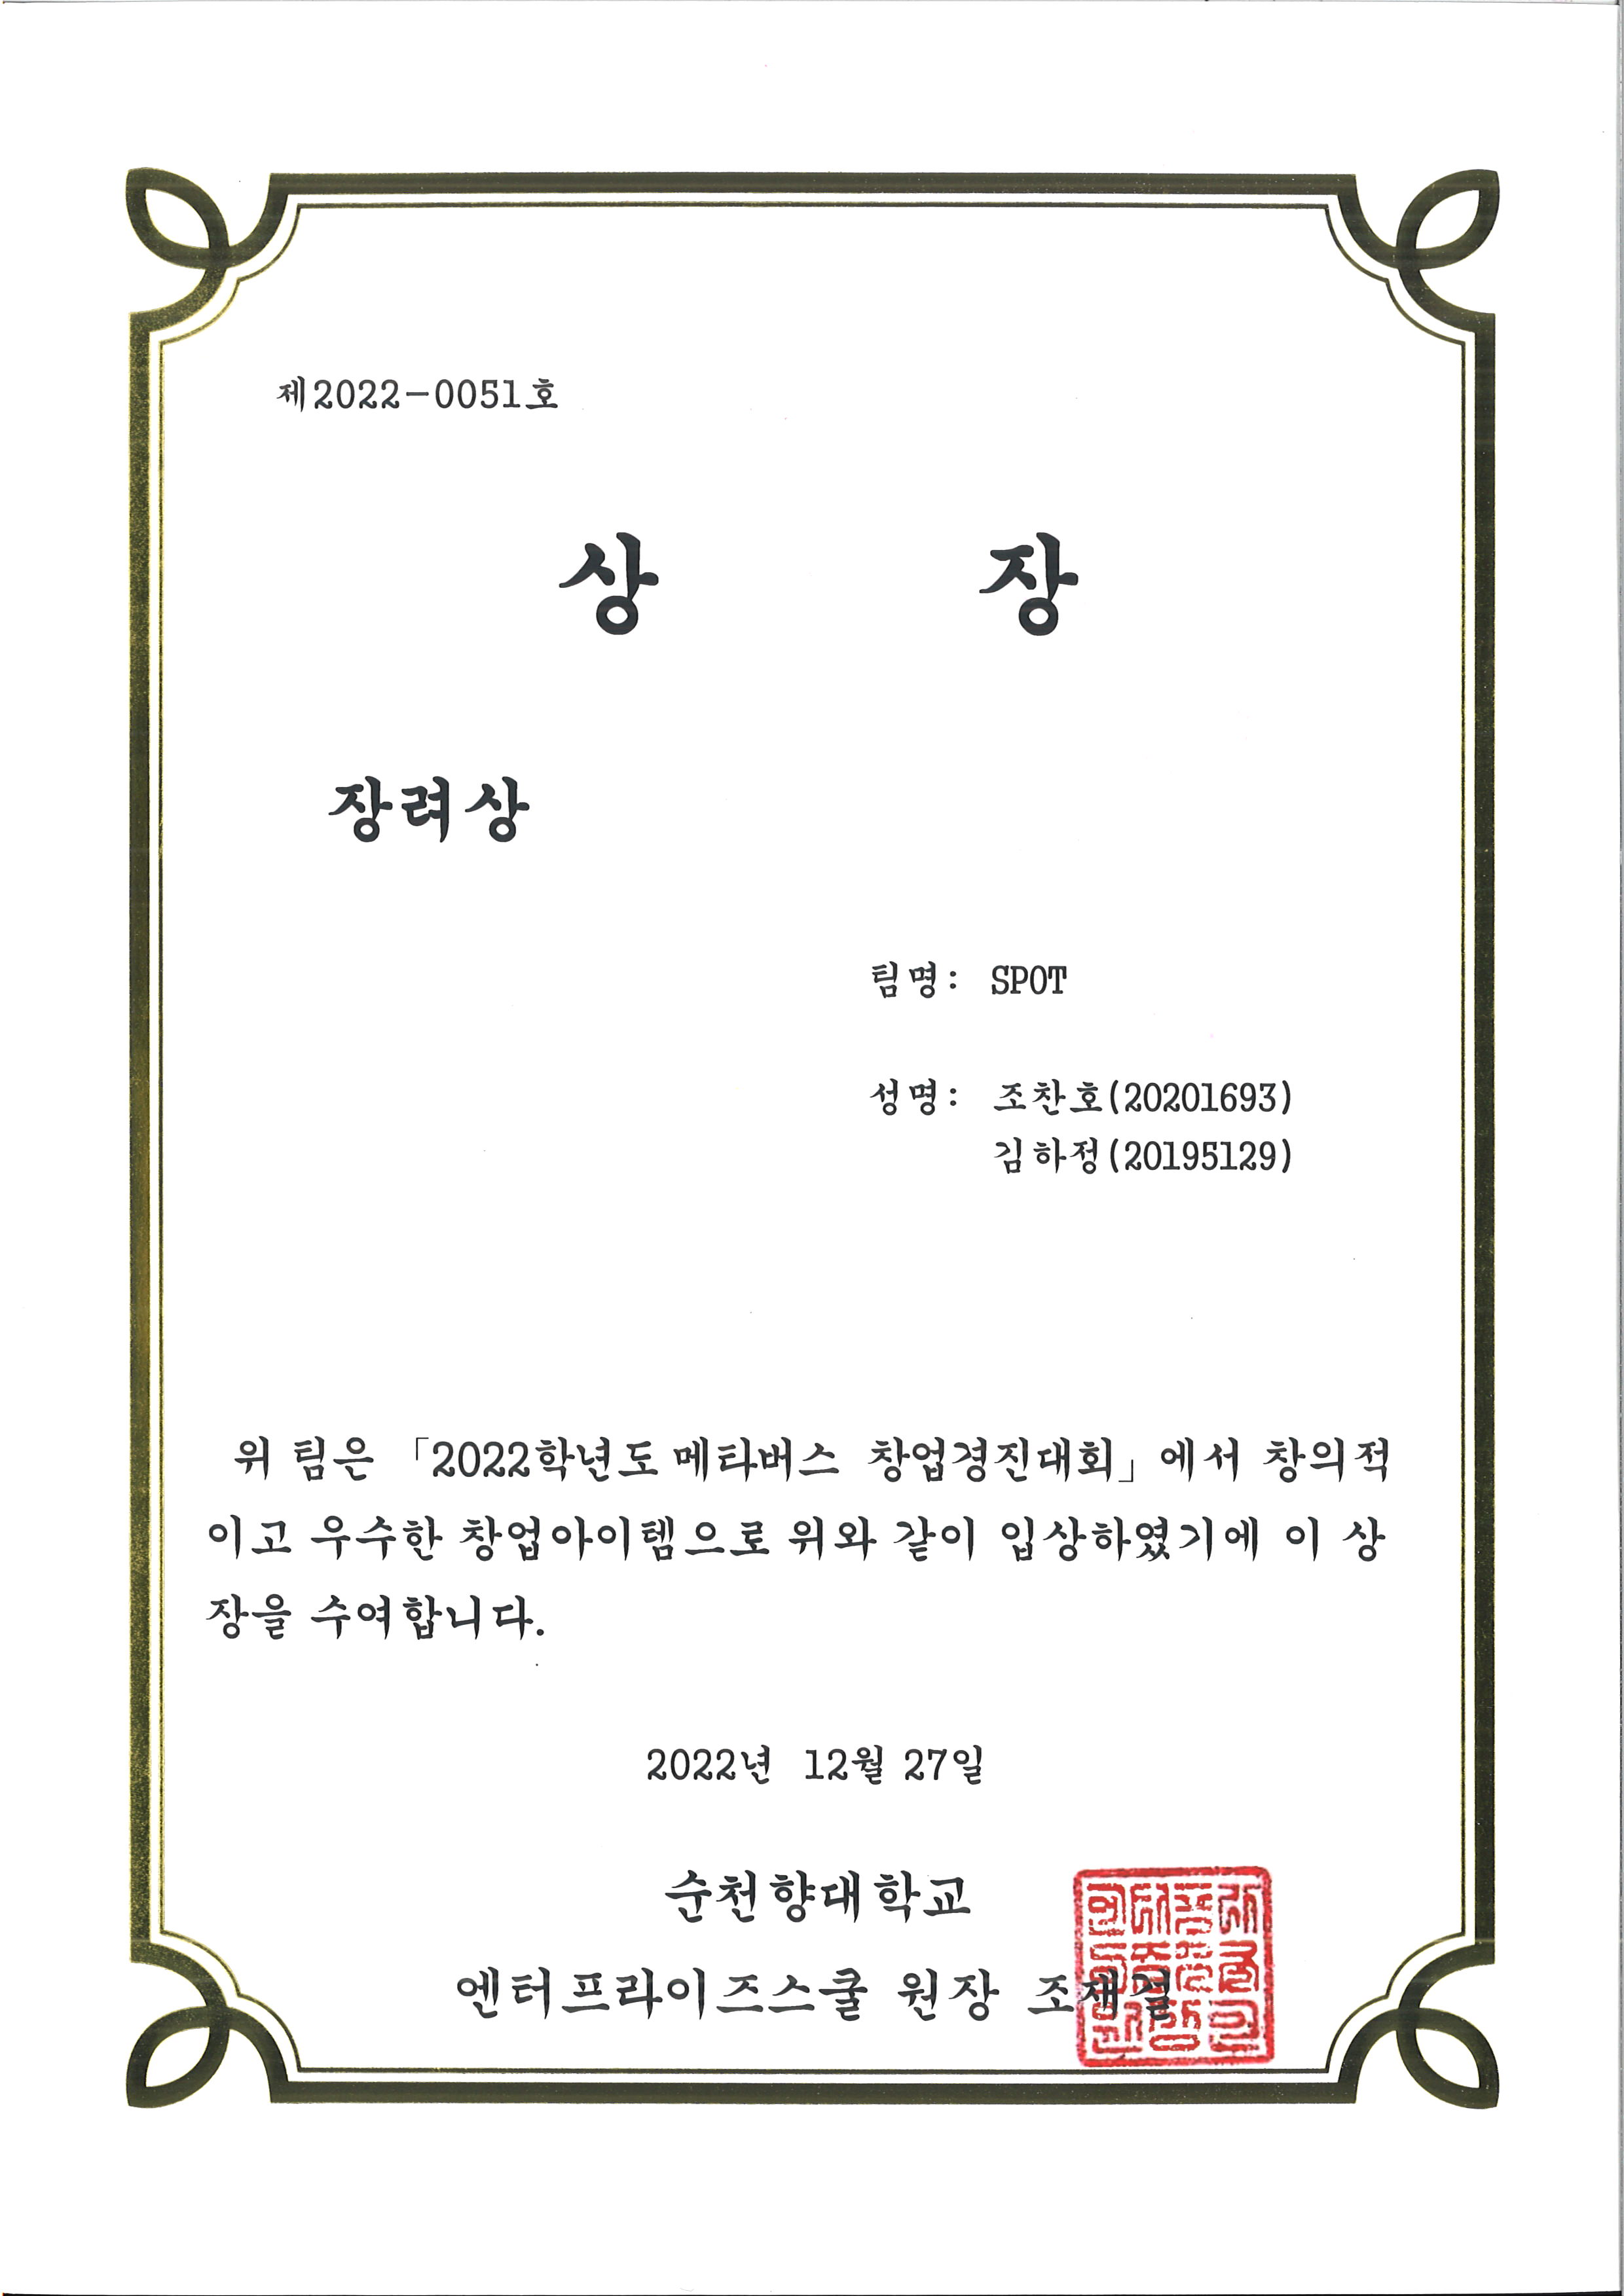 제2022-0051호
상 장
장려상
팀명: SPOT
성명: 조찬호(20201693)
김하정(20195129)
위 팀은 「2022학년도 메타버스 창업경진대회」에서 창의적
이고 우수한 창업아이템으로 위와 같이 입상하였기에 이 상
장을 수여합니다.
2022년 12월 27일
순천향대학교
엔터프라이즈스쿨 원장